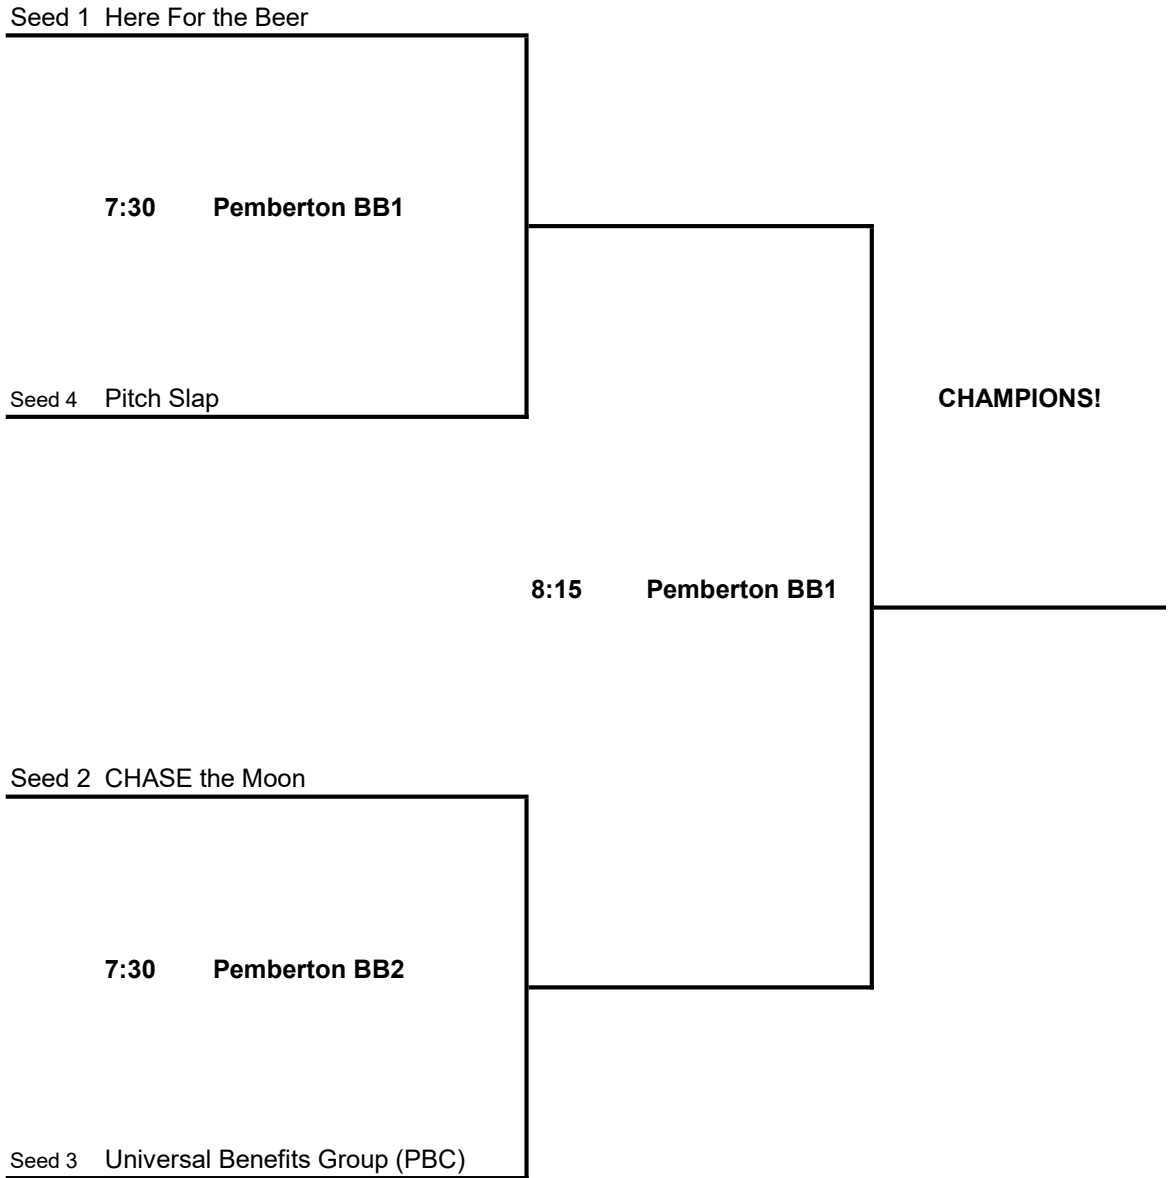 Seed 1 Here For the Beer
7:30 Pemberton BB1
Seed 4 Pitch Slap
CHAMPIONS!
8:15 Pemberton BB1
Seed 2 CHASE the Moon
7:30 Pemberton BB2
Seed 3 Universal Benefits Group (PBC)